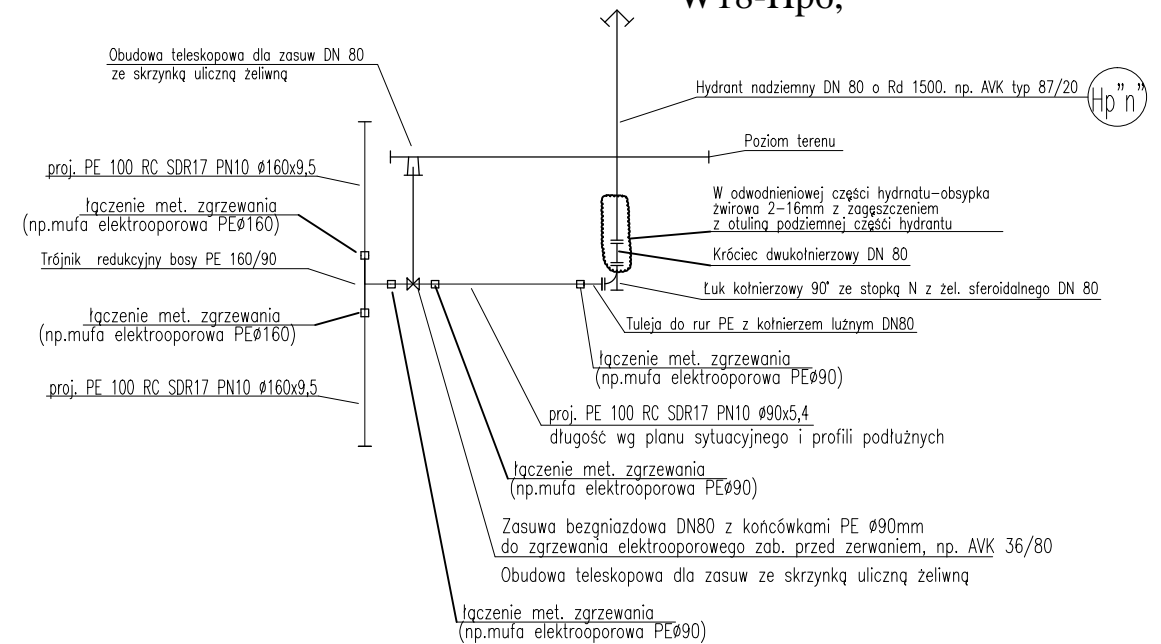 W18-Hp6,
Obudowa teleskopowa dla zasuw DN 80
ze skrzynką uliczną żeliwną
Hydrant nadziemny DN 80 o Rd 1500. np. AVK typ 87/20
Hp"n"
Poziom terenu
proj. PE 100 RC SDR17 PN10 ø160x9,5
łączenie met. zgrzewania
(np.mufa elektrooporowa PEø160)
Trójnik redukcyjny bosy PE 160/90
łączenie met. zgrzewania
(np.mufa elektrooporowa PEø160)
proj. PE 100 RC SDR17 PN10 ø160x9,5
W odwodnieniowej części hydrnatu-obsypka
żwirowa 2-16mm z zagęszczeniem
z otuliną podziemnej części hydrantu
Króciec dwukołnierzowy DN 80
Łuk kołnierzowy 90° ze stopką N z żel. sferoidalnego DN 80
Tuleja do rur PE z kołnierzem luźnym DN80
łączenie met. zgrzewania
(np.mufa elektrooporowa PEø90)
proj. PE 100 RC SDR17 PN10 ø90x5,4
długość wg planu sytuacyjnego i profili podłużnych
łączenie met. zgrzewania
(np.mufa elektrooporowa PEø90)
Zasuwa bezgniazdowa DN80 z końcówkami PE ø90mm
do zgrzewania elektrooporowego zab. przed zerwaniem, np. AVK 36/80
Obudowa teleskopowa dla zasuw ze skrzynką uliczną żeliwną
łączenie met. zgrzewania
(np.mufa elektrooporowa PEø90)